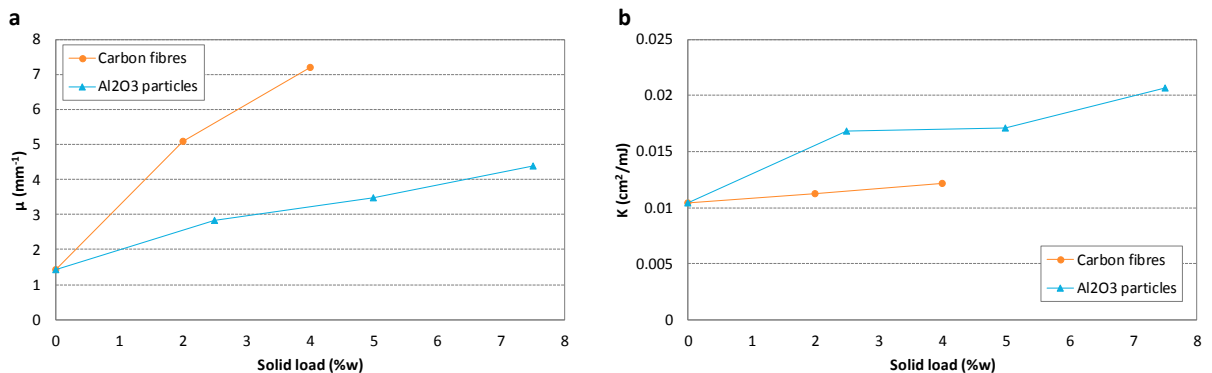 a
8
7
6
5
4
3
2
1
0
μ (mm⁻¹)
Carbon fibres
Al2O3 particles
0 1 2 3 4 5 6 7 8
Solid load (%w)
b
0.025
0.02
0.015
0.01
0.005
0
K (cm²/mJ)
Carbon fibres
Al2O3 particles
0 1 2 3 4 5 6 7 8
Solid load (%w)